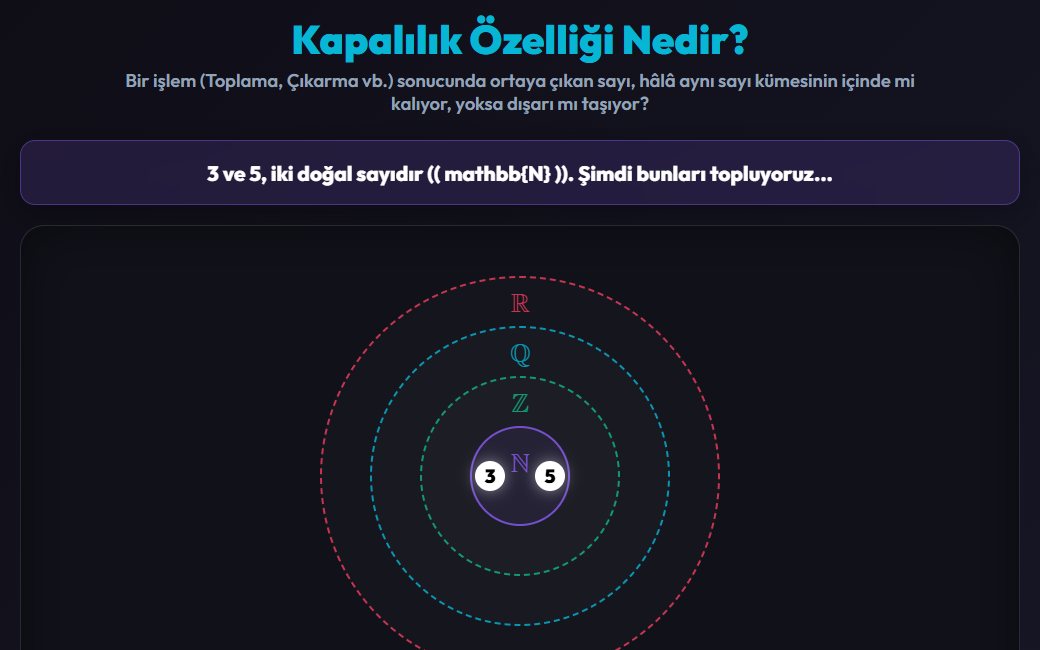 Kapalılık Özelliği Nedir?
Bir işlem (Toplama, Çıkarma vb.) sonucunda ortaya çıkan sayı, hâlâ aynı sayı kümesinin içinde mi
kalıyor, yoksa dışarı mı taşıyor?
3 ve 5, iki doğal sayıdır (( mathbb{N} )). Şimdi bunları topluyoruz...
ℝ
ℚ
ℤ
ℕ
3 5